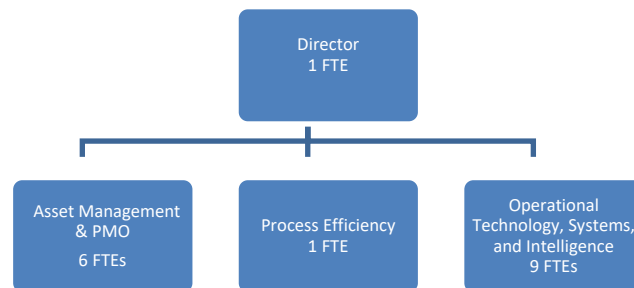 Director
1 FTE
Asset Management
& PMO
6 FTEs
Process Efficiency
1 FTE
Operational
Technology, Systems,
and Intelligence
9 FTEs